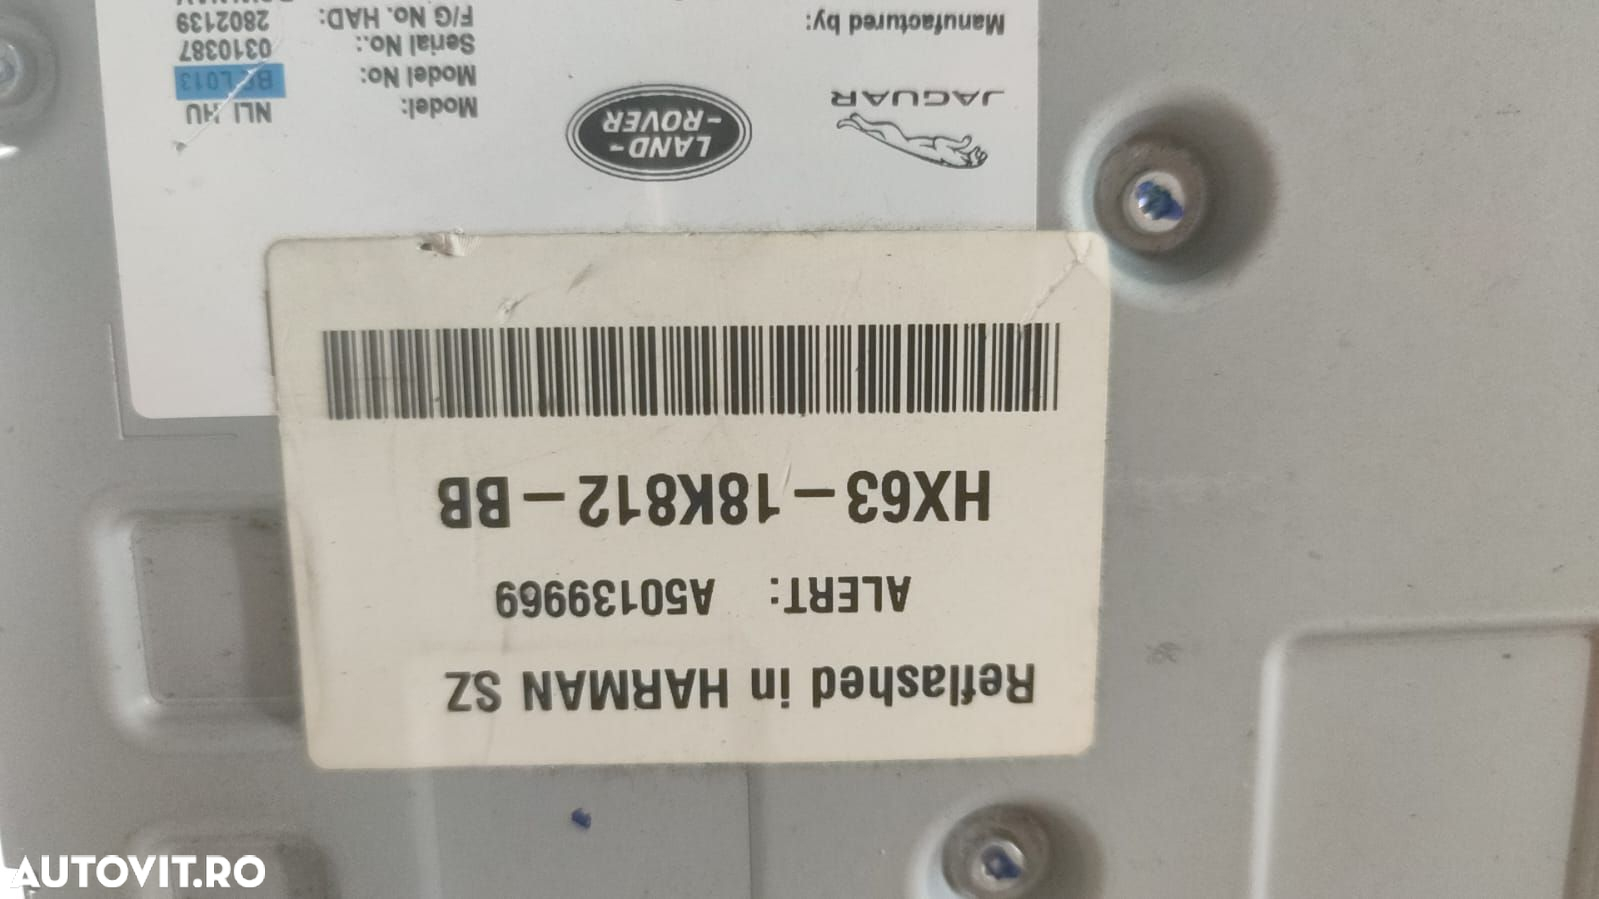 Reflashed in HARMAN SZ
ALERT: A50139969
HX63-18K812-BB
JAGUAR
LAND-
-ROVER
Model: NLI HU
Model No:
Serial No.: 0310387
F/G No. HAD: 2802139
Manufactured by:
AUTOVIT.RO